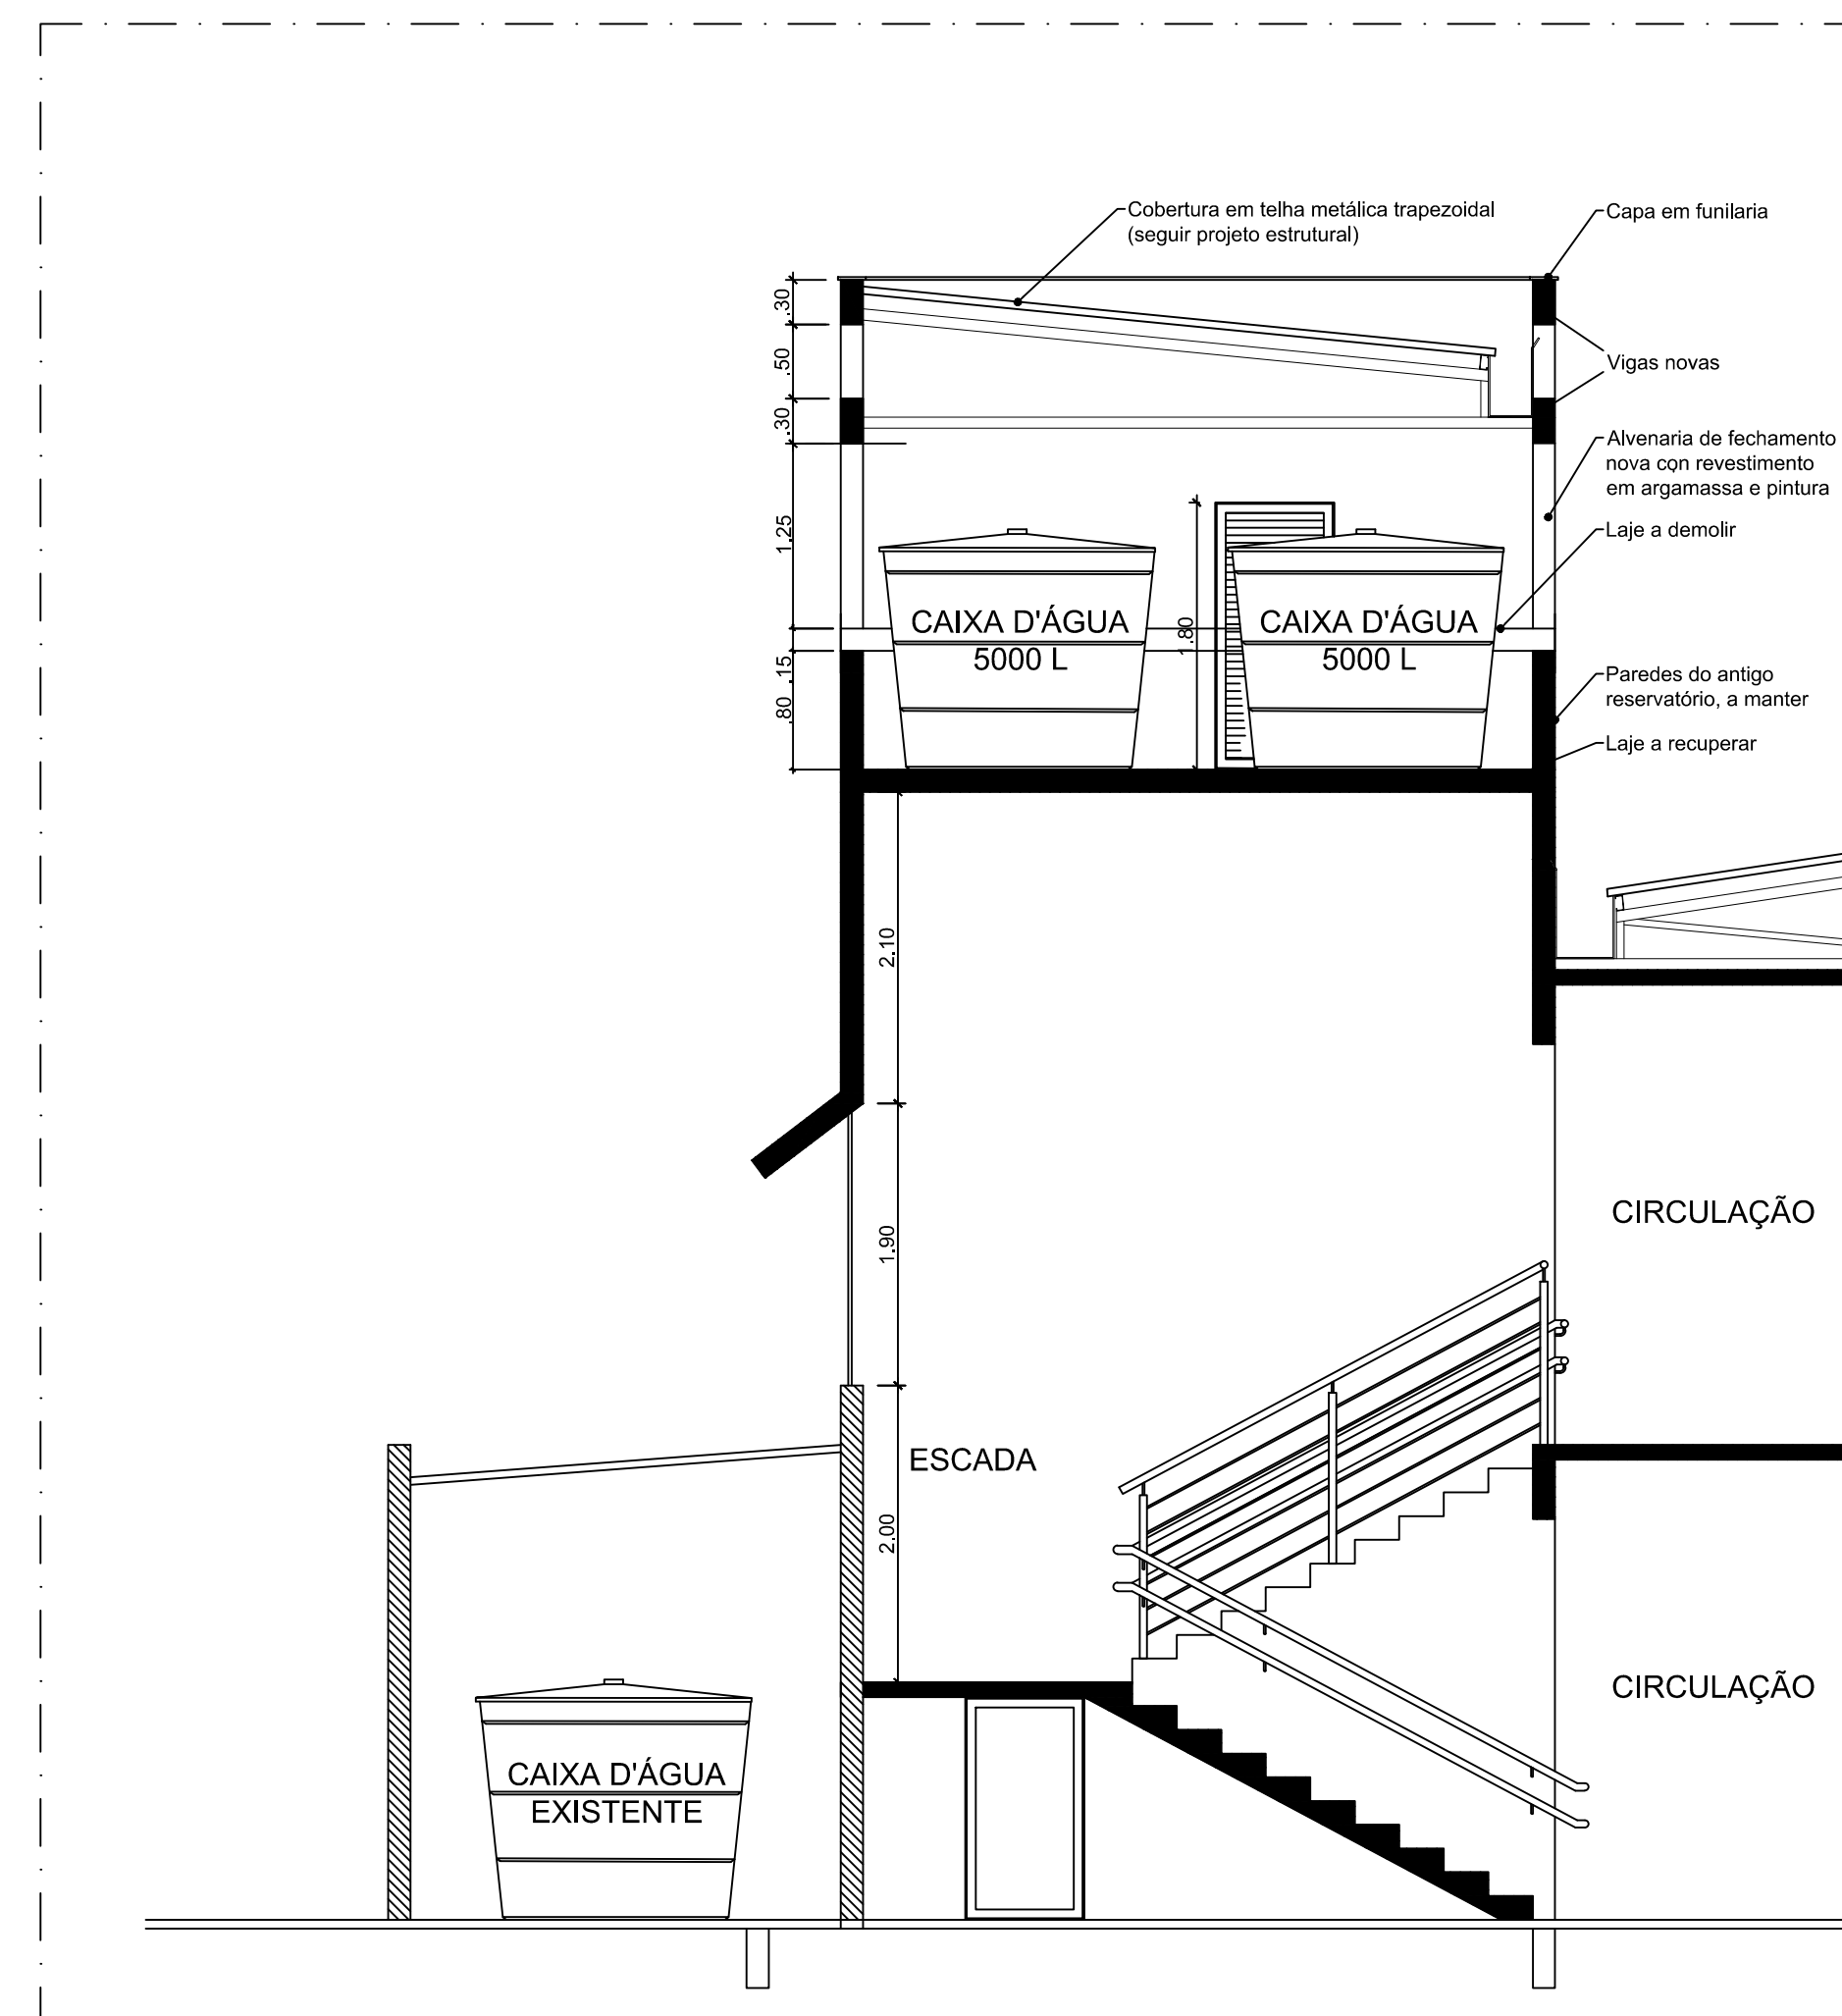 Cobertura em telha metálica trapezoidal
(seguir projeto estrutural)
Capa em funilaria
.30
.50
Vigas novas
.30
Alvenaria de fechamento
nova con revestimento
em argamassa e pintura
1.25
Laje a demolir
CAIXA D'ÁGUA
5000 L
1.80
CAIXA D'ÁGUA
5000 L
.15
Paredes do antigo
reservatório, a manter
.80
Laje a recuperar
2.10
CIRCULAÇÃO
1.90
ESCADA
2.00
CIRCULAÇÃO
CAIXA D'ÁGUA
EXISTENTE